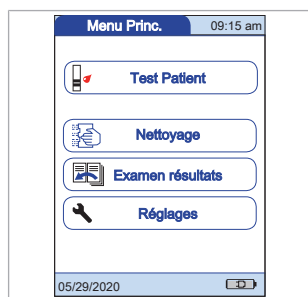 Menu Princ.
09:15 am
Test Patient
Nettoyage
Examen résultats
Réglages
05/29/2020